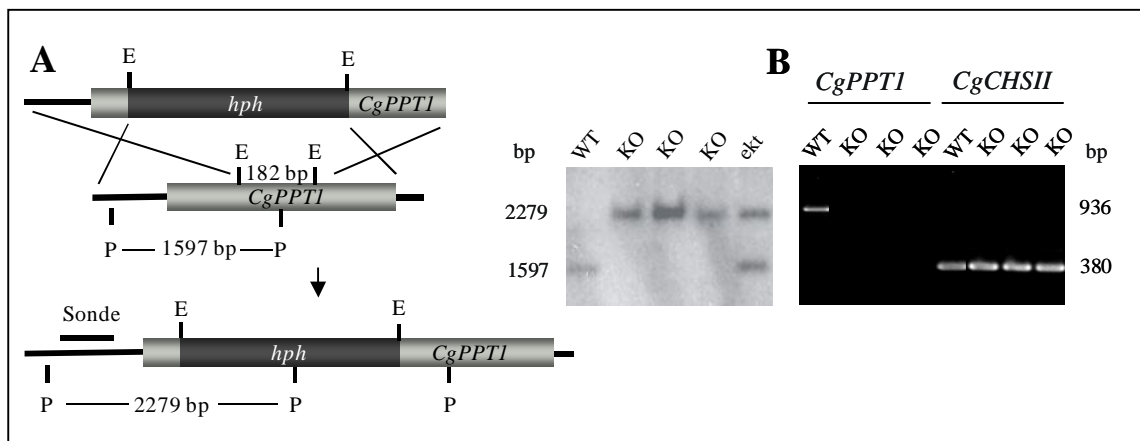 A
E E
hph CgPPT1
E E
182 bp
CgPPT1
P P
1597 bp
Sonde
E E
hph CgPPT1
P P P
2279 bp
bp WT KO KO KO ekt
2279
1597
B
CgPPT1 CgCHSII
WT KO KO KO WT KO KO KO bp
936
380